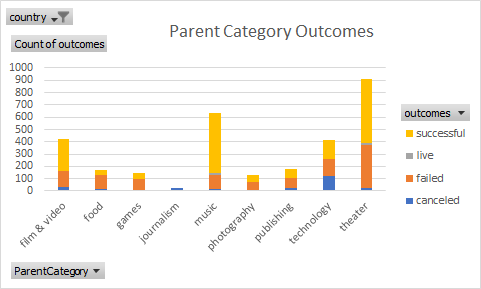 country
Count of outcomes
Parent Category Outcomes
1000
900
800
700
600
500
400
300
200
100
0
film & video
food
games
journalism
music
photography
publishing
technology
theater
outcomes
successful
live
failed
canceled
ParentCategory